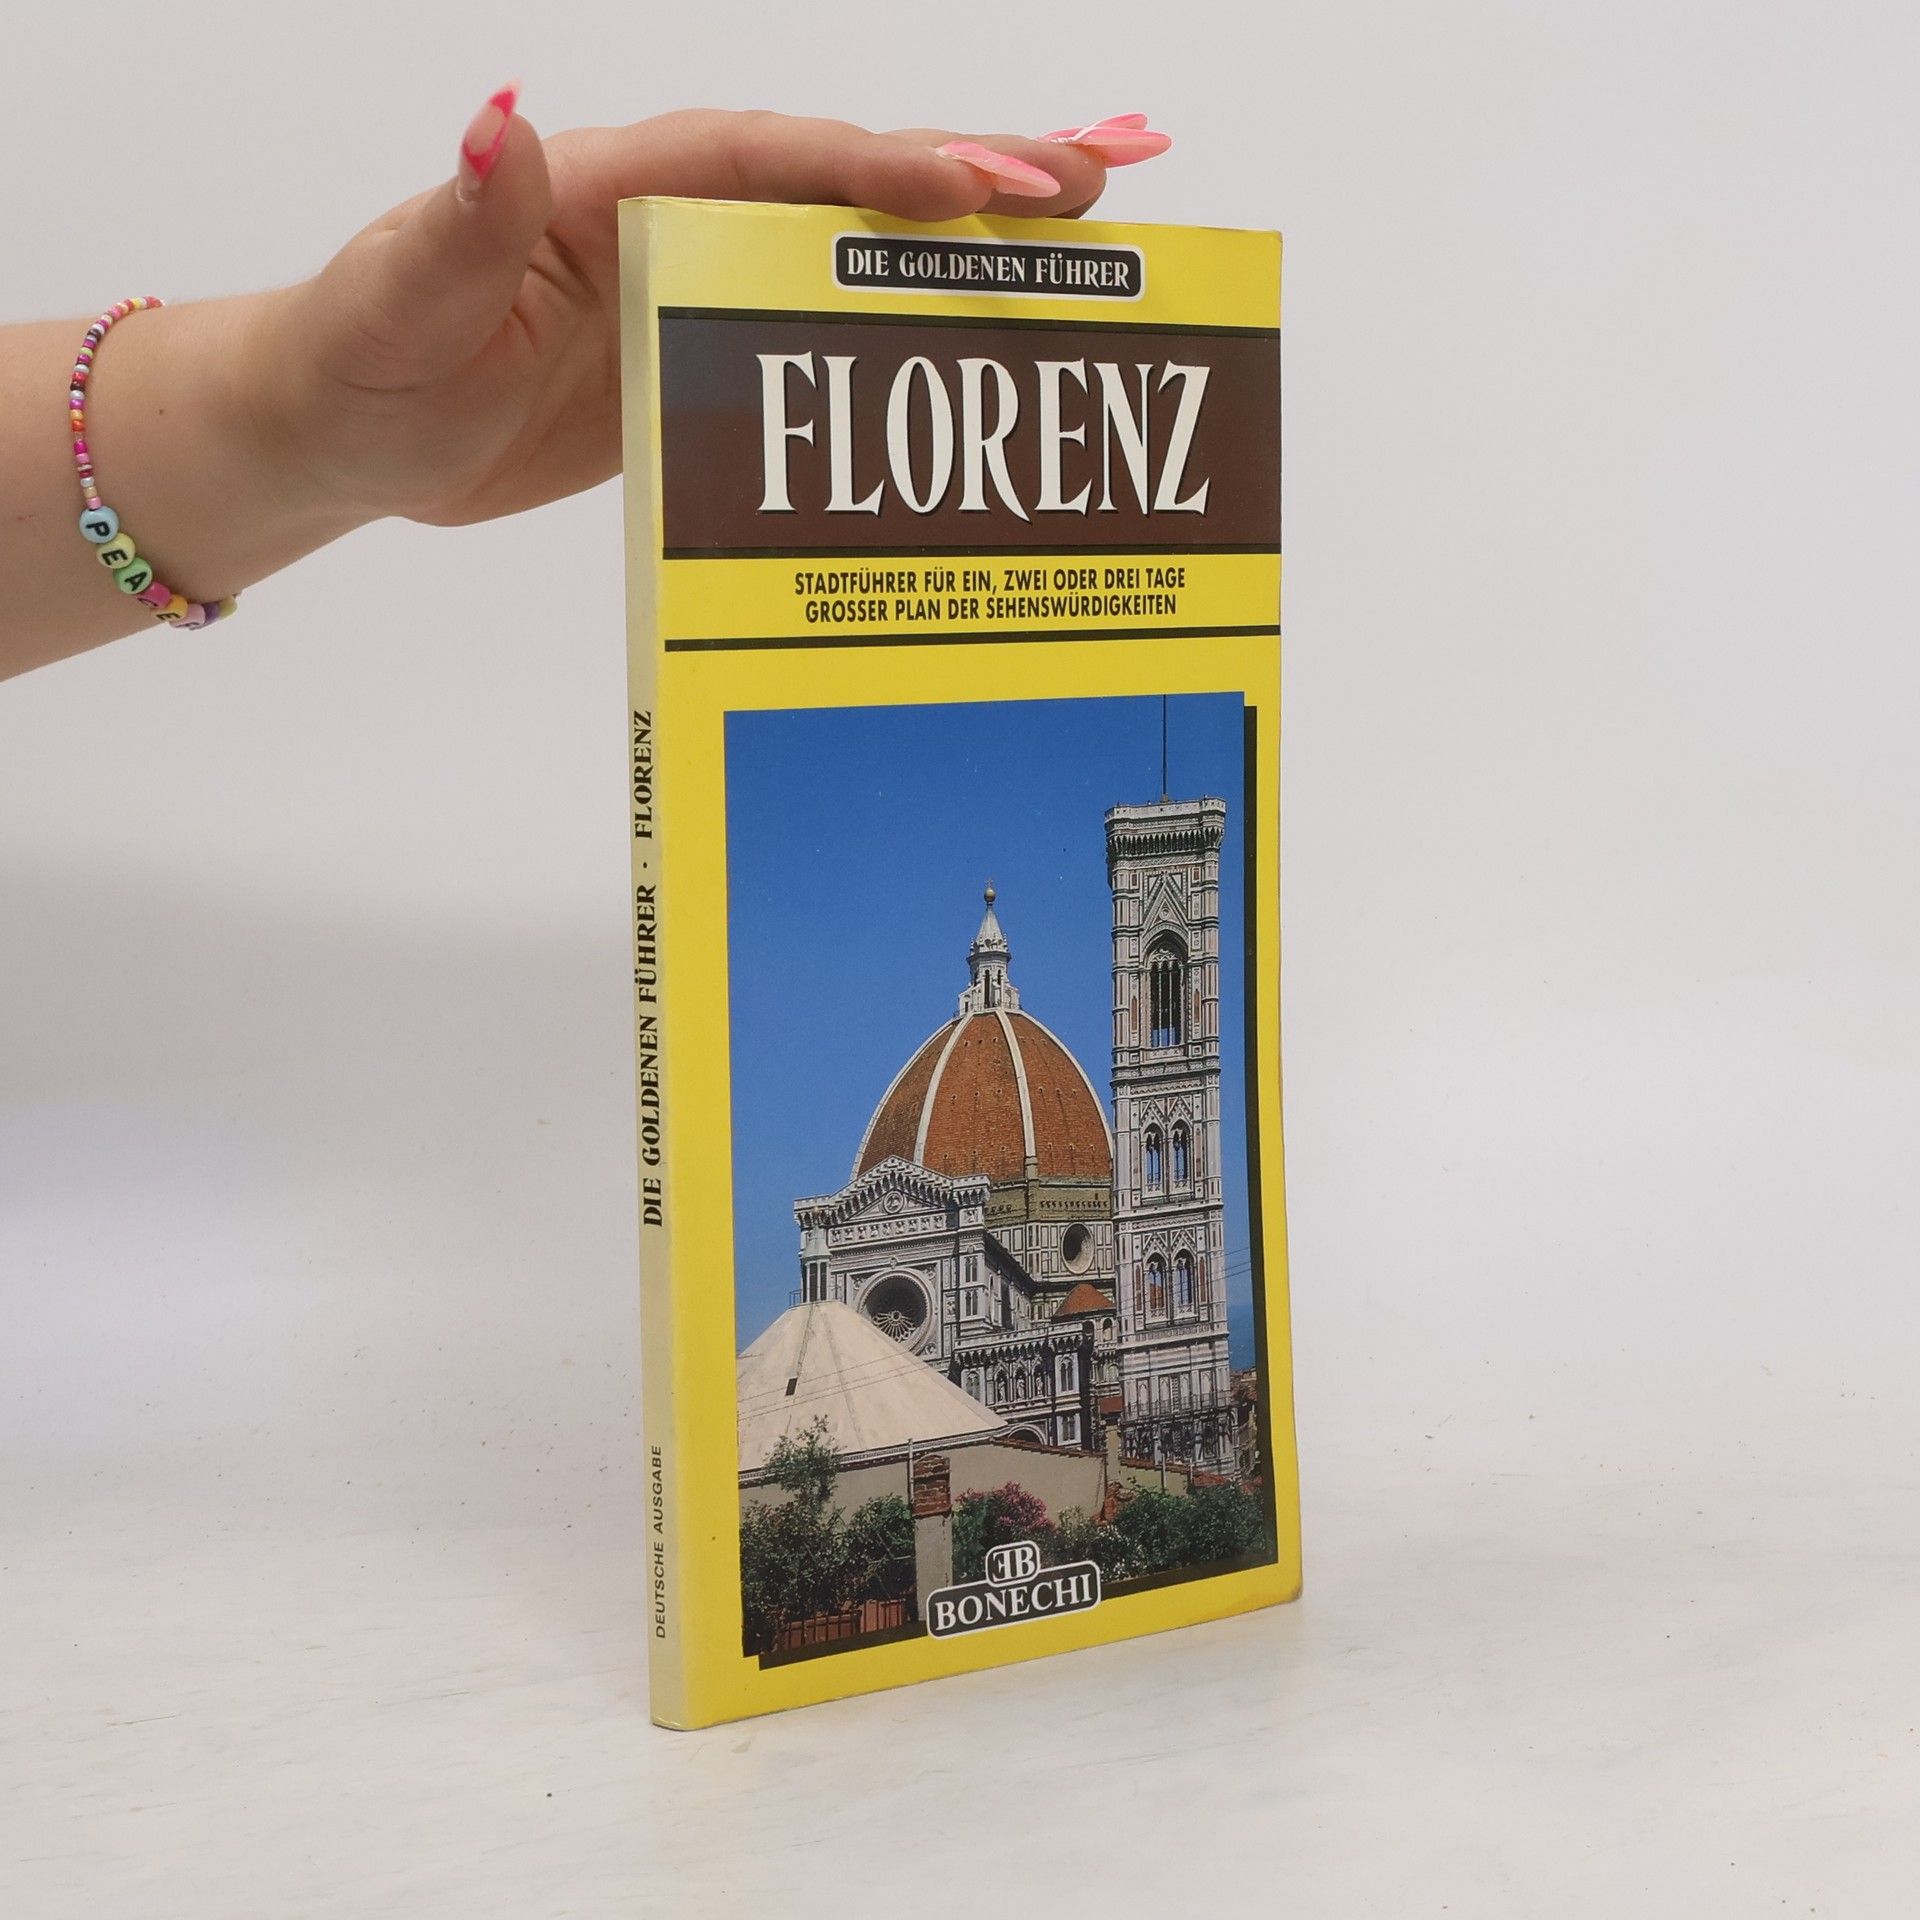 DIE GOLDENEN FÜHRER
FLORENZ
STADTFÜHRER FÜR EIN, ZWEI ODER DREI TAGE
GROSSER PLAN DER SEHENSWÜRDIGKEITEN
EB
BONECHI
DIE GOLDENEN FÜHRER · FLORENZ
DEUTSCHE AUSGABE
PEACE